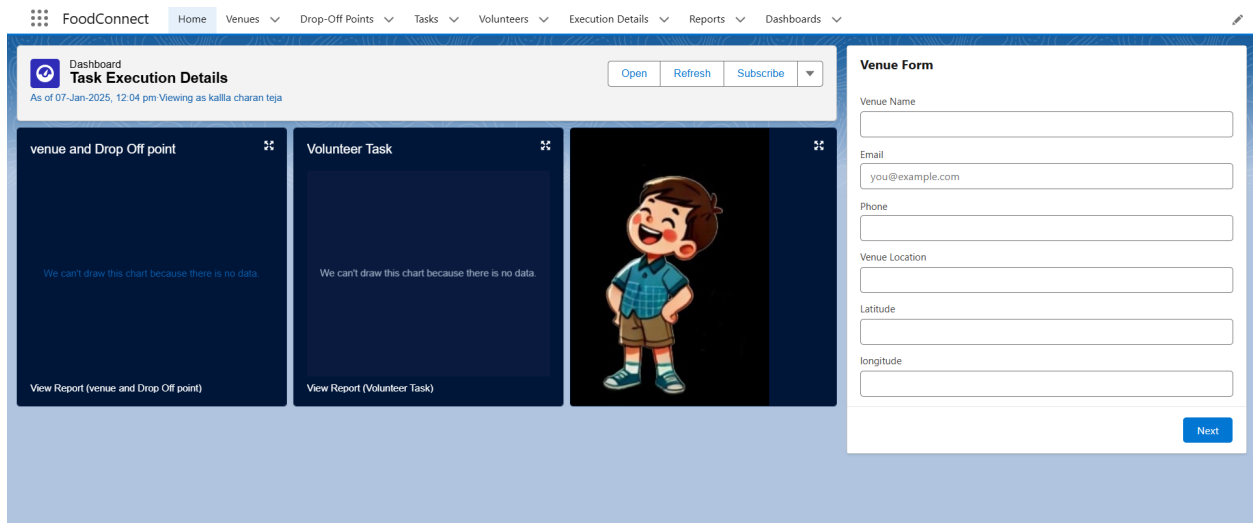 FoodConnect Home Venues Drop-Off Points Tasks Volunteers Execution Details Reports Dashboards
Dashboard
Task Execution Details
As of 07-Jan-2025, 12:04 pm·Viewing as kallla charan teja
Open Refresh Subscribe
venue and Drop Off point
We can't draw this chart because there is no data.
View Report (venue and Drop Off point)
Volunteer Task
We can't draw this chart because there is no data.
View Report (Volunteer Task)
Venue Form
Venue Name
Email
you@example.com
Phone
Venue Location
Latitude
longitude
Next